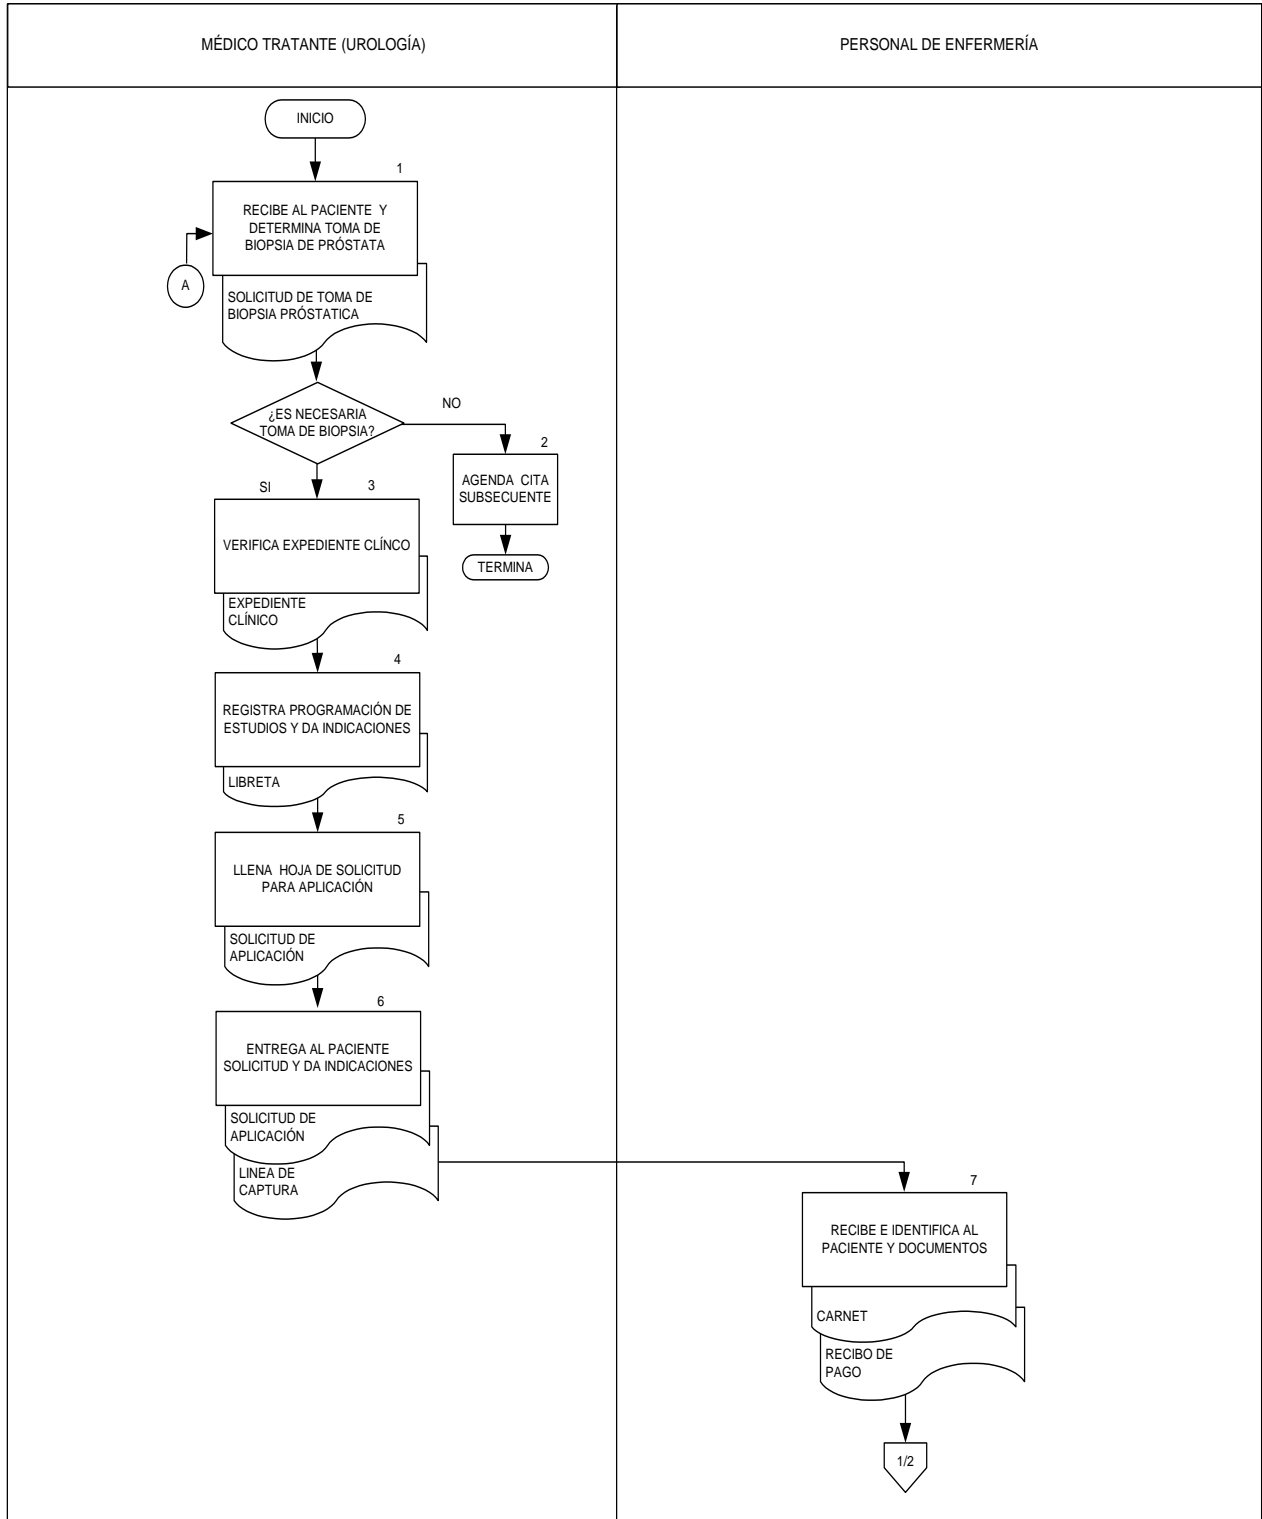 MÉDICO TRATANTE (UROLOGÍA)
PERSONAL DE ENFERMERÍA
INICIO
1
RECIBE AL PACIENTE Y
DETERMINA TOMA DE
BIOPSIA DE PRÓSTATA
A
SOLICITUD DE TOMA DE
BIOPSIA PRÓSTATICA
¿ES NECESARIA
TOMA DE BIOPSIA?
NO
2
AGENDA CITA
SUBSECUENTE
TERMINA
SI
3
VERIFICA EXPEDIENTE CLÍNCO
EXPEDIENTE
CLÍNICO
4
REGISTRA PROGRAMACIÓN DE
ESTUDIOS Y DA INDICACIONES
LIBRETA
5
LLENA HOJA DE SOLICITUD
PARA APLICACIÓN
SOLICITUD DE
APLICACIÓN
6
ENTREGA AL PACIENTE
SOLICITUD Y DA INDICACIONES
SOLICITUD DE
APLICACIÓN
LINEA DE
CAPTURA
7
RECIBE E IDENTIFICA AL
PACIENTE Y DOCUMENTOS
CARNET
RECIBO DE
PAGO
1/2